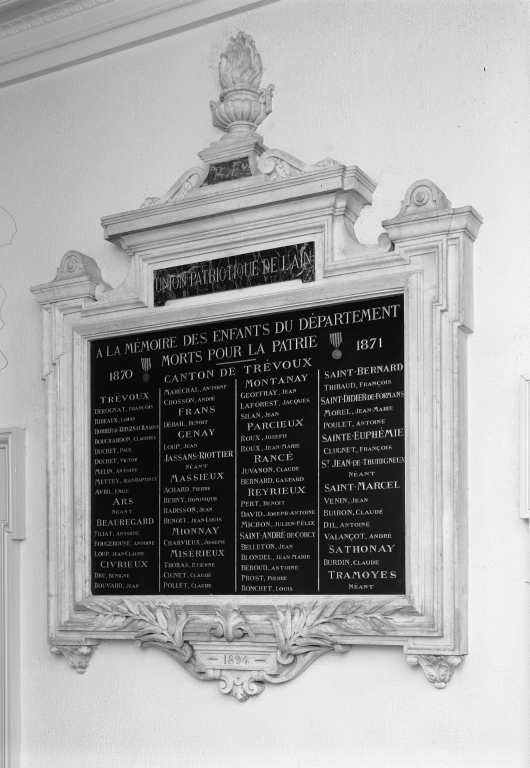 UNION PATRIOTIQUE DE L'AIN
A LA MÉMOIRE DES ENFANTS DU DÉPARTEMENT
MORTS POUR LA PATRIE
1870
1871
CANTON DE TRÉVOUX
TRÉVOUX
DEROGNAT, FRANÇOIS
RIBEAUX, LOUIS
BOUCHARDON, CLAUDIUS
DUCRET, PAUL
DUCRET, VICTOR
MELIN, ANTOINE
METTEY, JEAN-BAPTISTE
AVRIL, EMILE
ARS
NÉANT
BEAUREGARD
FILIAT, ANTOINE
FOUGEROUSE, ANTOINE
LOUP, JEAN-CLAUDE
CIVRIEUX
DRU, BÉNIGNE
BOUVARD, JEAN
MARÉCHAL, ANTOINE
CHOSSON, ANDRÉ
FRANS
DÉRAIL, BENOIT
GENAY
LOUP, JEAN
JASSANS-RIOTTIER
NÉANT
MASSIEUX
ACHARD, PIERRE
BERRY, DOMINIQUE
RADISSON, JEAN
BENOIT, JEAN-LOUIS
MIONNAY
CHARVIEUX, JOSEPH
MISÉRIEUX
THOMAS, ÉTIENNE
CIGNET, CLAUDE
POLLET, CLAUDE
MONTANAY
GEOFFRAY, JEAN
LAFOREST, JACQUES
SILAN, JEAN
PARCIEUX
ROUX, JOSEPH
ROUX, JEAN-MARIE
RANCÉ
JUVANON, CLAUDE
BERNARD, GASPARD
REYRIEUX
PERT, BENOIT
DAVID, JOSEPH-ANTOINE
MICHON, JULIEN-FÉLIX
SAINT-ANDRÉ-DE-CORCY
BELLETON, JEAN
BLONDEL, JEAN-MARIE
BÉROUD, ANTOINE
PROST, PIERRE
RONCHET, LOUIS
SAINT-BERNARD
THIBAUD, FRANÇOIS
SAINT-DIDIER-DE-FORMANS
MOREL, JEAN-MARIE
POULET, ANTOINE
SAINTE-EUPHÉMIE
CLUGNET, FRANÇOIS
ST JEAN-DE-THURIGNEUX
NÉANT
SAINT-MARCEL
VENIN, JEAN
BUIRON, CLAUDE
DIL, ANTOINE
VALANÇOT, ANDRÉ
SATHONAY
BURDIN, CLAUDE
TRAMOYES
NÉANT
1894